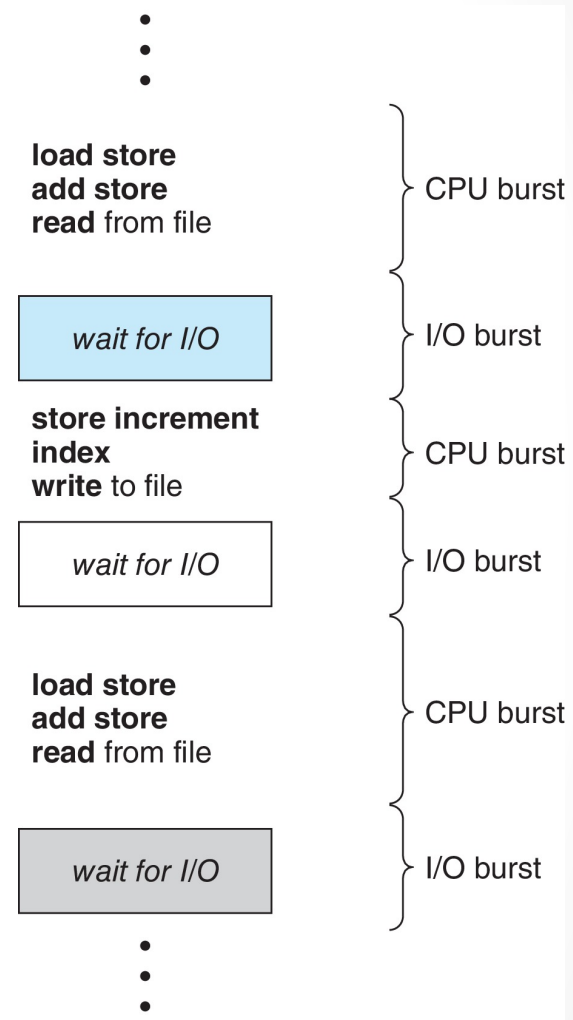 load store
add store
read from file
CPU burst
wait for I/O
I/O burst
store increment
index
write to file
CPU burst
wait for I/O
I/O burst
load store
add store
read from file
CPU burst
wait for I/O
I/O burst